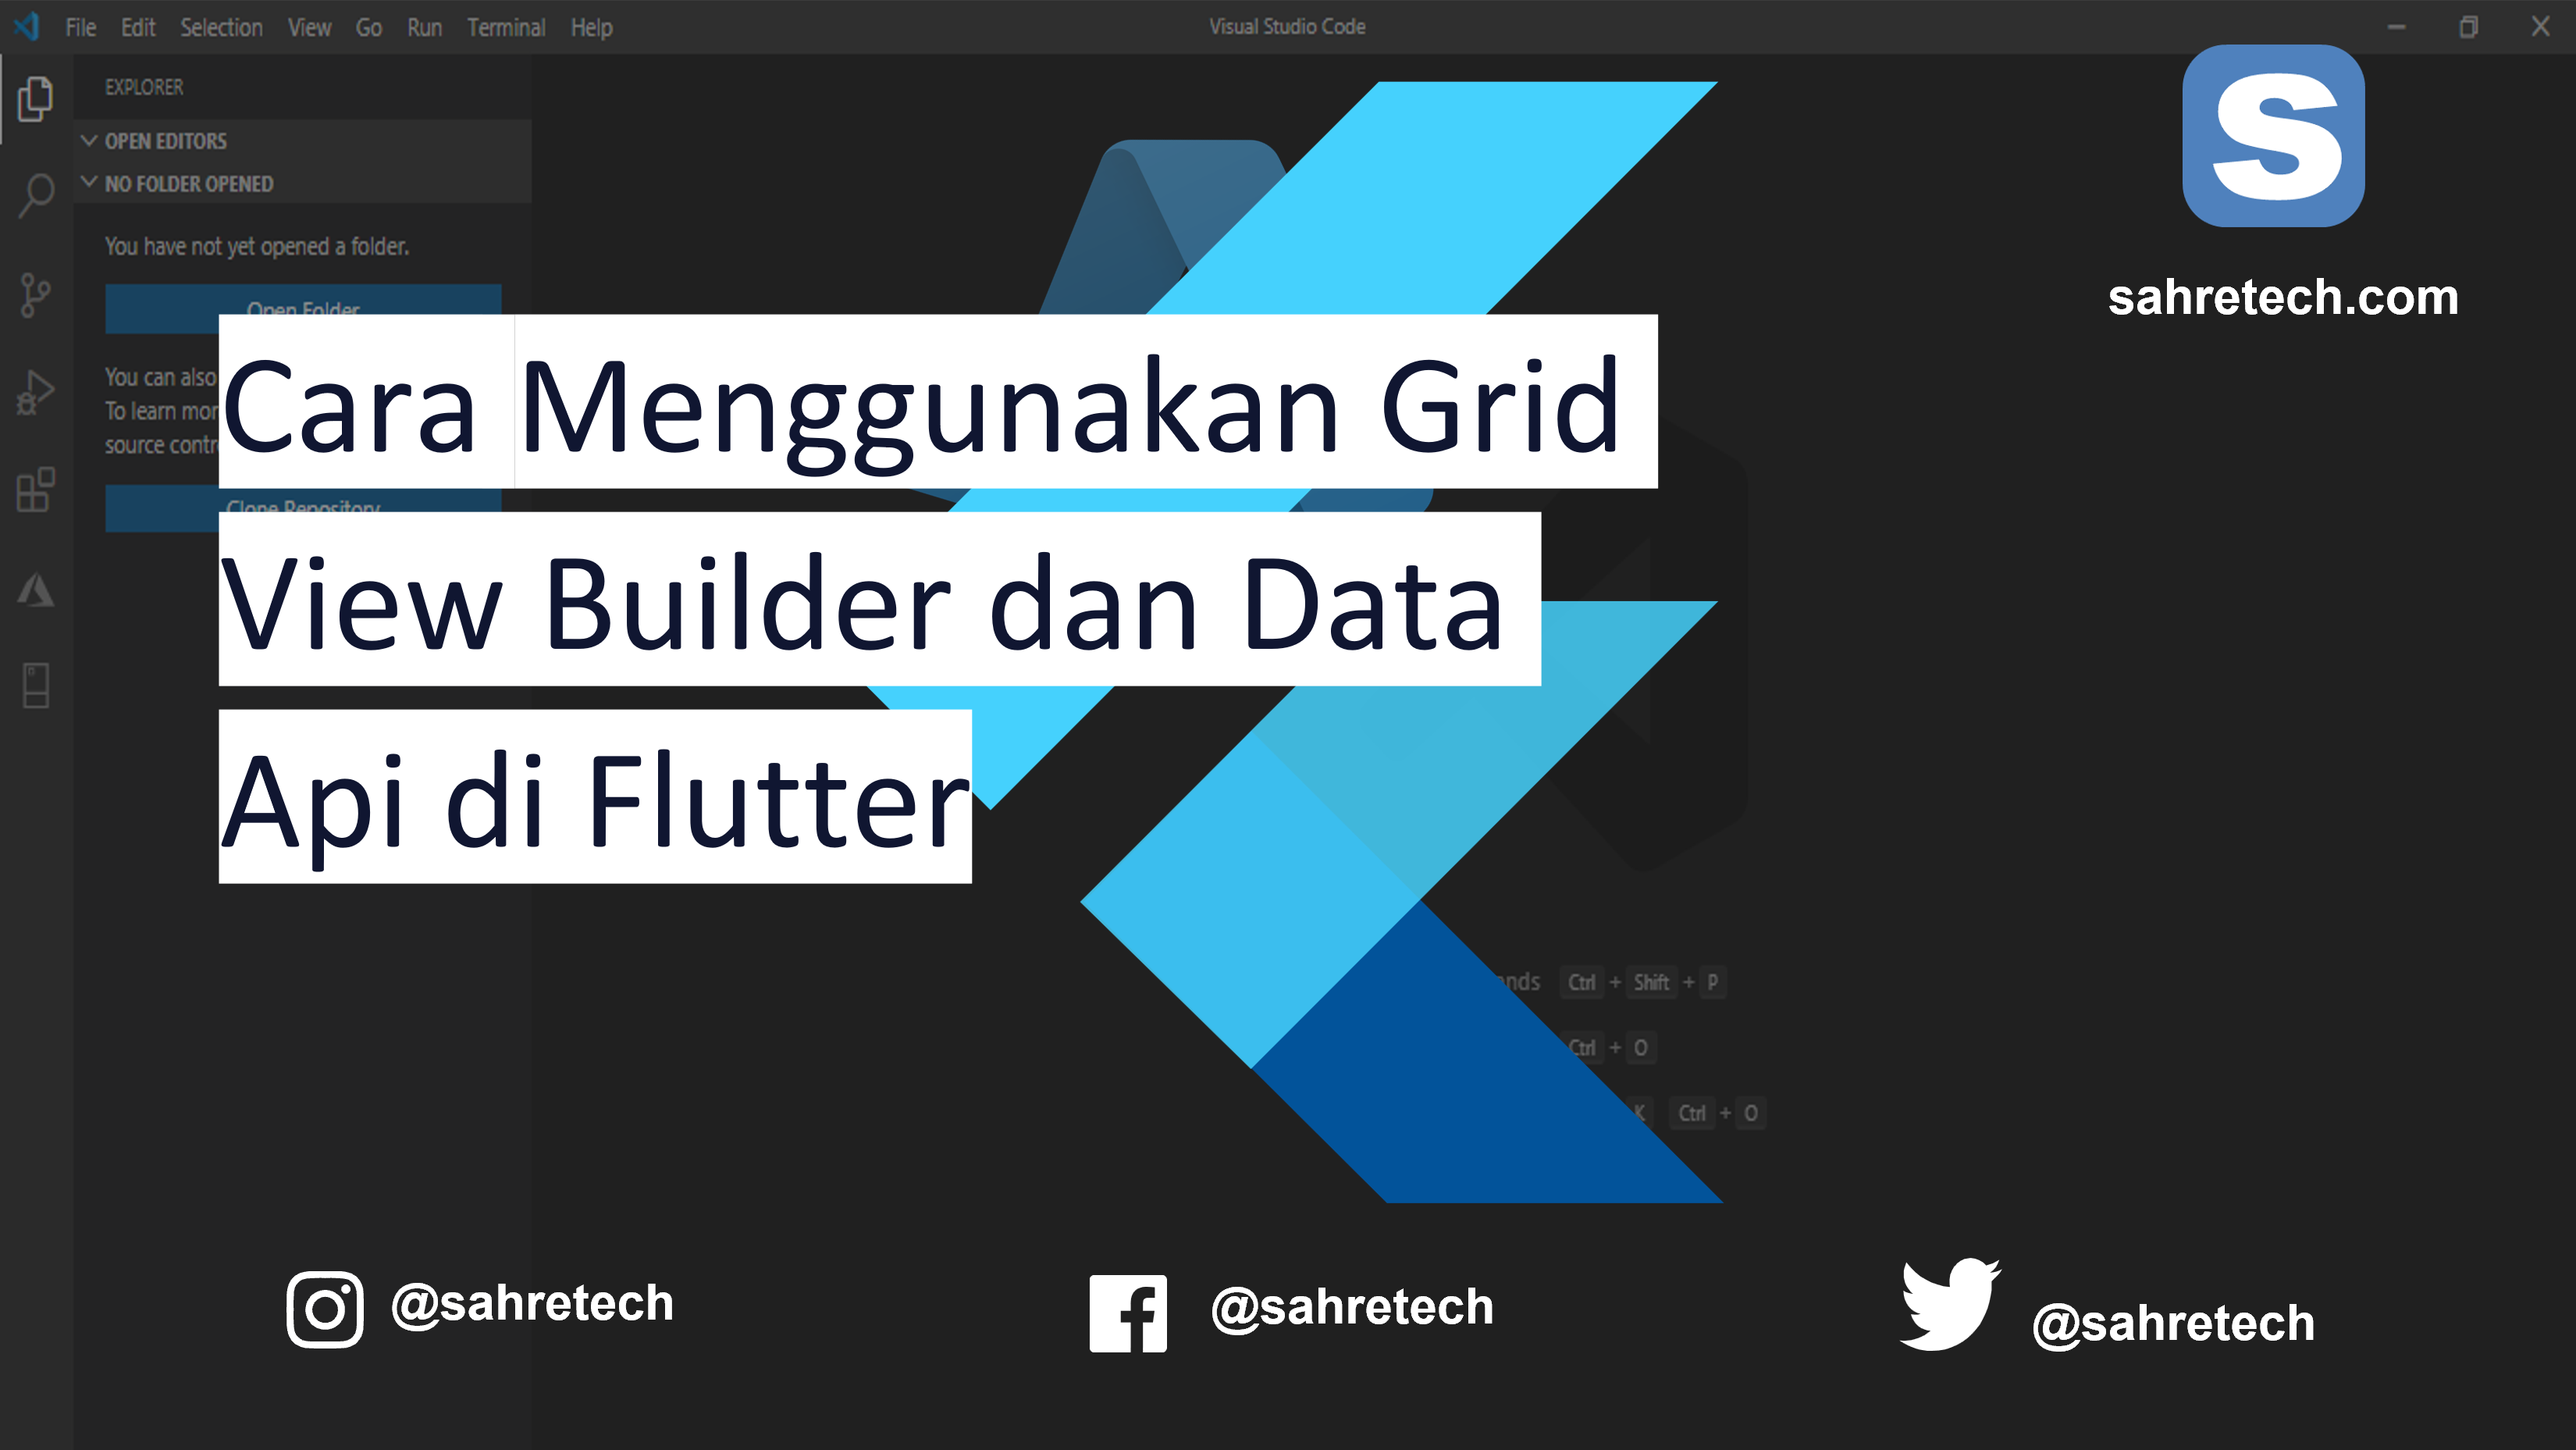 File Edit Selection View Go Run Terminal Help
Visual Studio Code
EXPLORER
OPEN EDITORS
NO FOLDER OPENED
You have not yet opened a folder.
Open Folder
You can also
To learn
source
Clone Repository
S
sahretech.com
Cara Menggunakan Grid
View Builder dan Data
Api di Flutter
Ctrl + Shift + P
Ctrl + O
K Ctrl + O
@sahretech
@sahretech
@sahretech